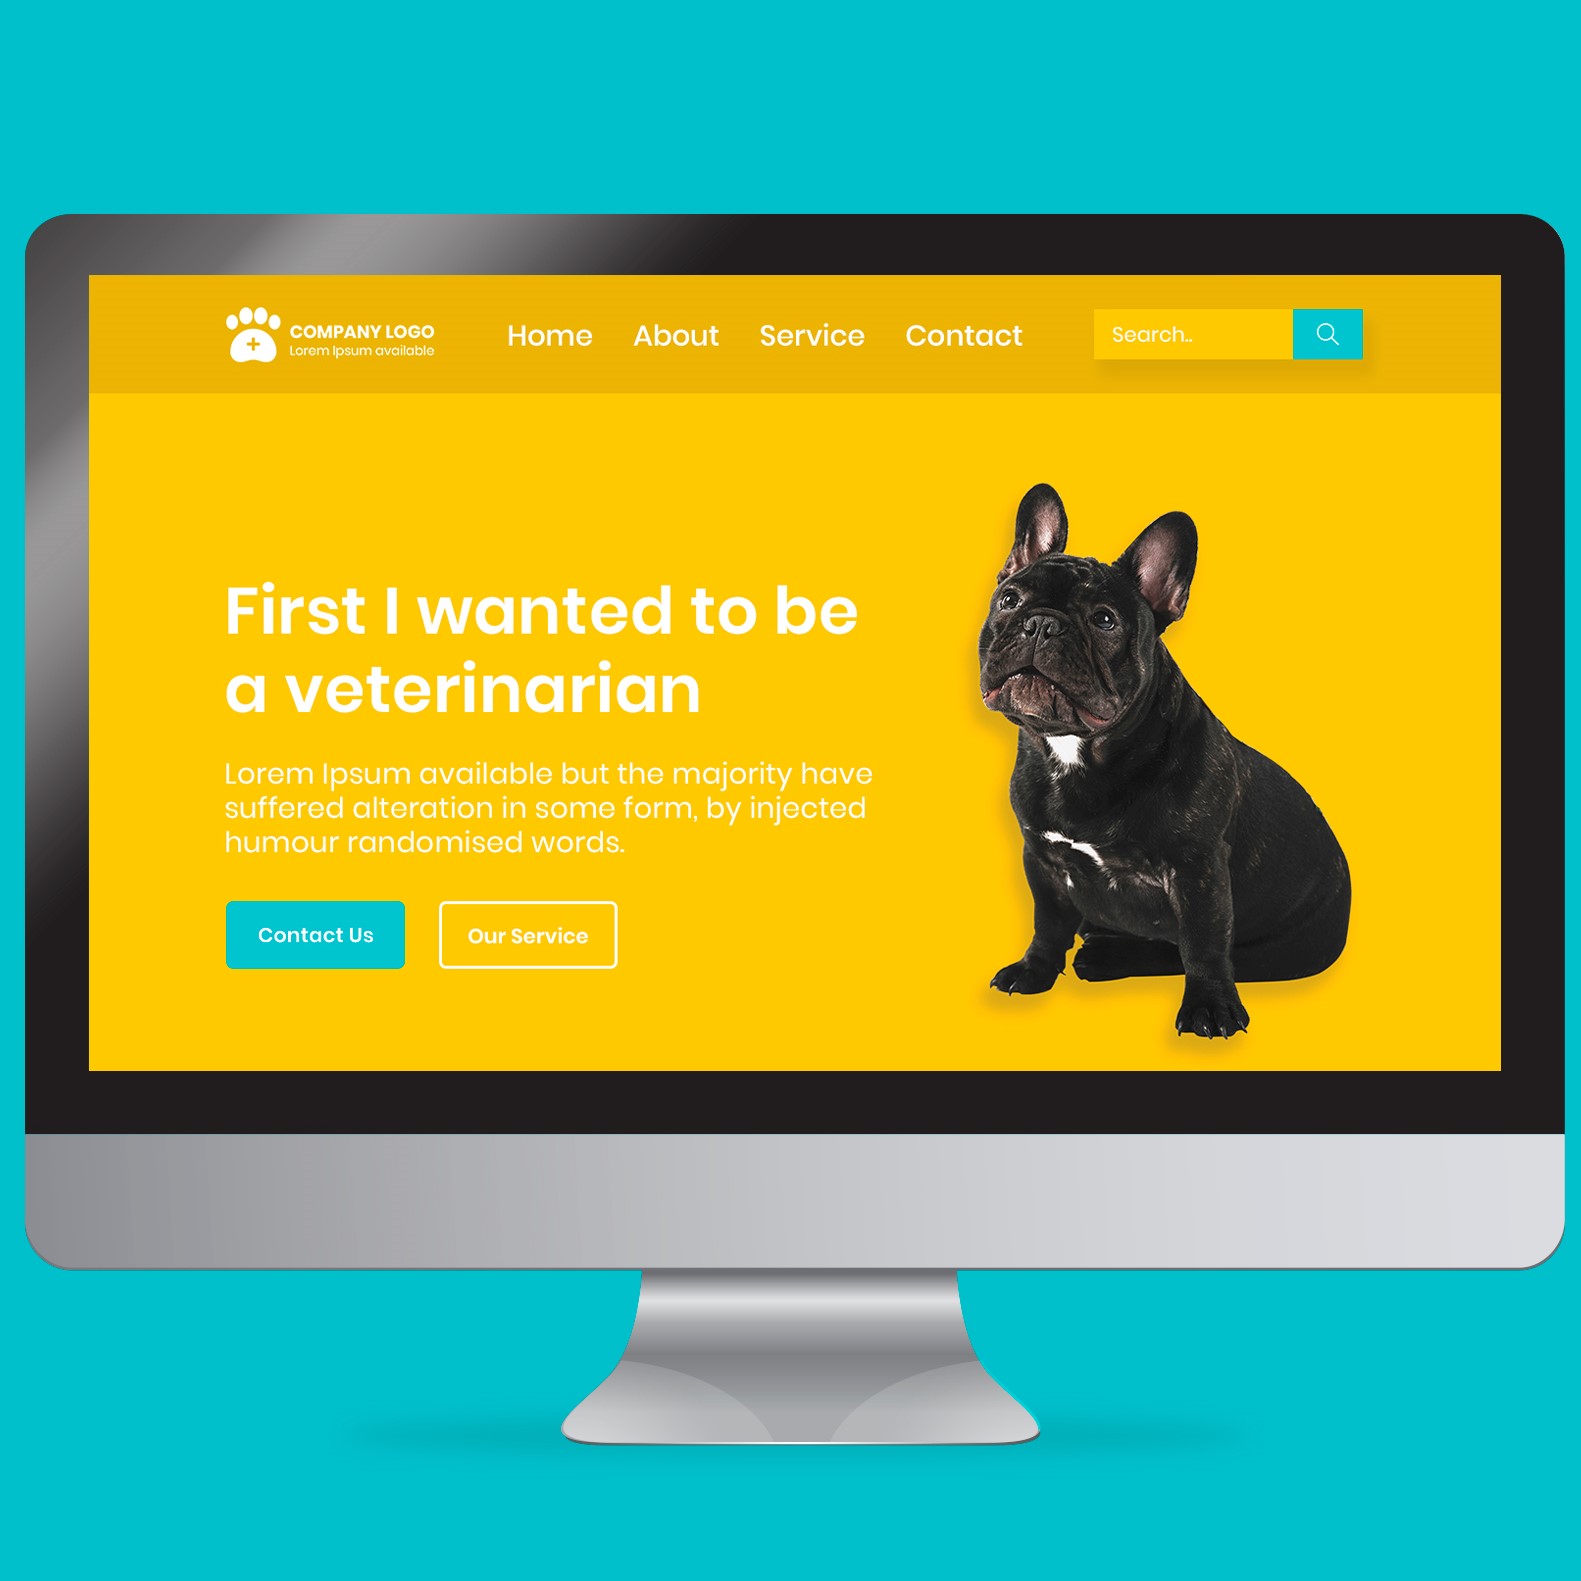 COMPANY LOGO
Lorem Ipsum available
Home
About
Service
Contact
Search..
First I wanted to be
a veterinarian
Lorem Ipsum available but the majority have
suffered alteration in some form, by injected
humour randomised words.
Contact Us
Our Service